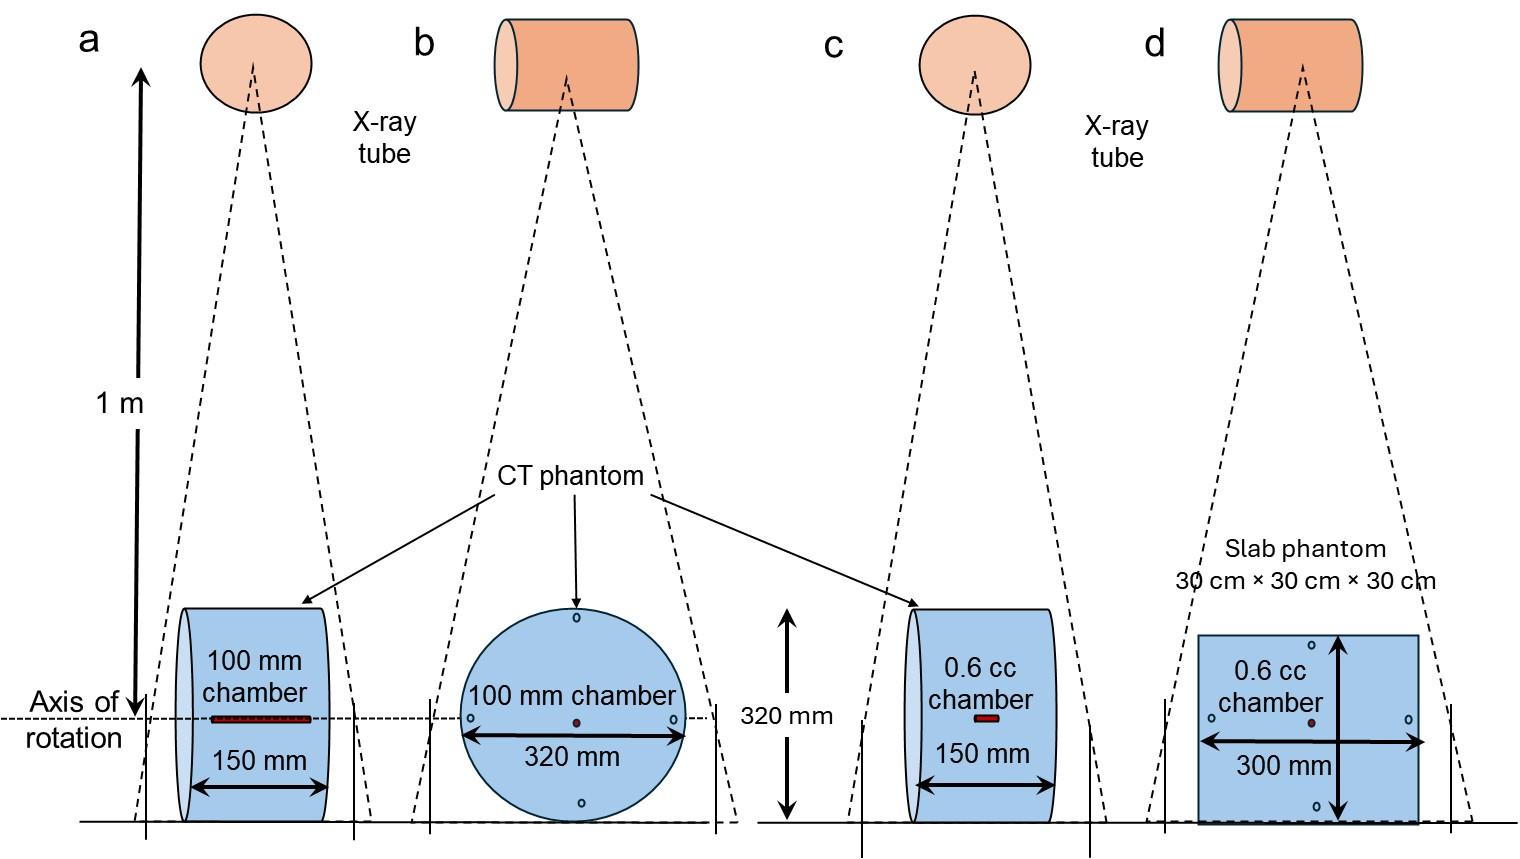 a
b
c
d
X-ray
tube
X-ray
tube
1 m
CT phantom
Slab phantom
30 cm × 30 cm × 30 cm
100 mm
chamber
100 mm chamber
0.6 cc
chamber
0.6 cc
chamber
Axis of
rotation
320 mm
150 mm
320 mm
150 mm
300 mm